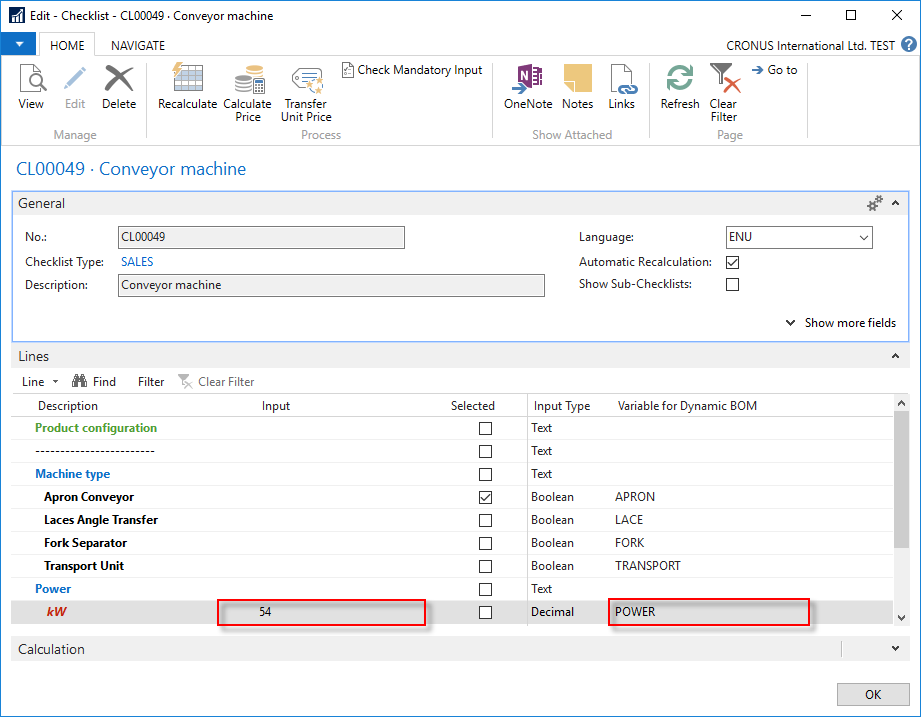 Edit - Checklist - CL00049 · Conveyor machine
HOME NAVIGATE CRONUS International Ltd. TEST ?
View Edit Delete
Manage
Recalculate Calculate Price Transfer Unit Price Check Mandatory Input
Process
OneNote Notes Links
Show Attached
Refresh Clear Filter Go to
Page
CL00049 · Conveyor machine
General
No.: CL00049
Language: ENU
Checklist Type: SALES
Automatic Recalculation:
Description: Conveyor machine
Show Sub-Checklists:
Show more fields
Lines
Line Find Filter Clear Filter
Description Input Selected Input Type Variable for Dynamic BOM
Product configuration Text
------------------------ Text
Machine type Text
Apron Conveyor Boolean APRON
Laces Angle Transfer Boolean LACE
Fork Separator Boolean FORK
Transport Unit Boolean TRANSPORT
Power Text
kW 54 Decimal POWER
Calculation
OK